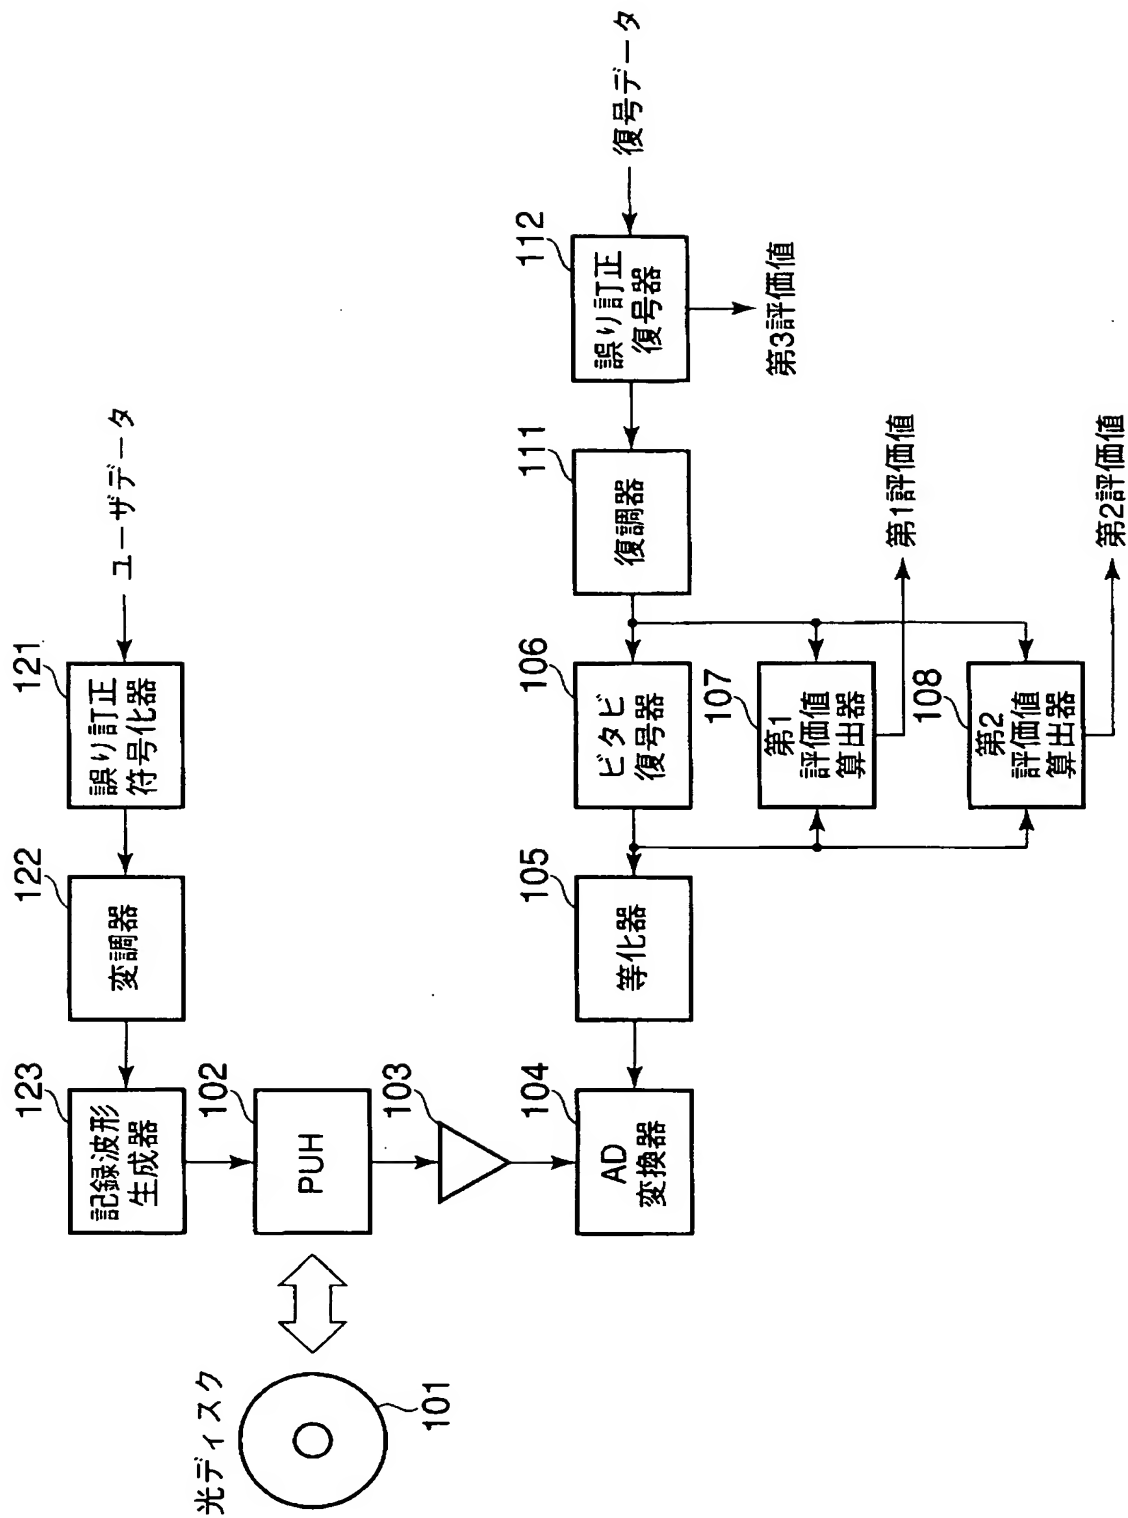 光ディスク
101
123
記録波形
生成器
122
変調器
121
誤り訂正
符号化器
ユーザデータ
102
PUH
103
104
AD
変換器
105
等化器
106
ビタビ
復号器
111
復調器
112
誤り訂正
復号器
復号データ
第3評価値
107
第1
評価値
算出器
第1評価値
108
第2
評価値
算出器
第2評価値